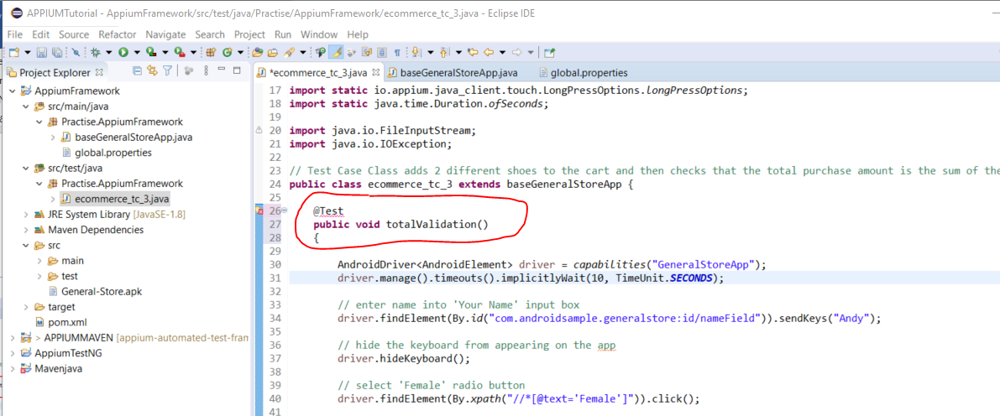 APPIUMTutorial - AppiumFramework/src/test/java/Practise/AppiumFramework/ecommerce_tc_3.java - Eclipse IDE
File Edit Source Refactor Navigate Search Project Run Window Help
Project Explorer
*ecommerce_tc_3.java baseGeneralStoreApp.java global.properties
AppiumFramework
src/main/java
Practise.AppiumFramework
baseGeneralStoreApp.java
global.properties
src/test/java
Practise.AppiumFramework
ecommerce_tc_3.java
JRE System Library [JavaSE-1.8]
Maven Dependencies
src
main
test
General-Store.apk
target
pom.xml
> APPIUMMAVEN [appium-automated-test-fran
AppiumTestNG
Mavenjava
17 import static io.appium.java_client.touch.LongPressOptions.longPressOptions;
18 import static java.time.Duration.ofSeconds;
19
20 import java.io.FileInputStream;
21 import java.io.IOException;
22
23 // Test Case Class adds 2 different shoes to the cart and then checks that the total purchase amount is the sum of the
24 public class ecommerce_tc_3 extends baseGeneralStoreApp {
25
26 @Test
27 public void totalValidation()
28 {
29
30 AndroidDriver<AndroidElement> driver = capabilities("GeneralStoreApp");
31 driver.manage().timeouts().implicitlyWait(10, TimeUnit.SECONDS);
32
33 // enter name into 'Your Name' input box
34 driver.findElement(By.id("com.androidsample.generalstore:id/nameField")).sendKeys("Andy");
35
36 // hide the keyboard from appearing on the app
37 driver.hideKeyboard();
38
39 // select 'Female' radio button
40 driver.findElement(By.xpath("//*[@text='Female']")).click();
41